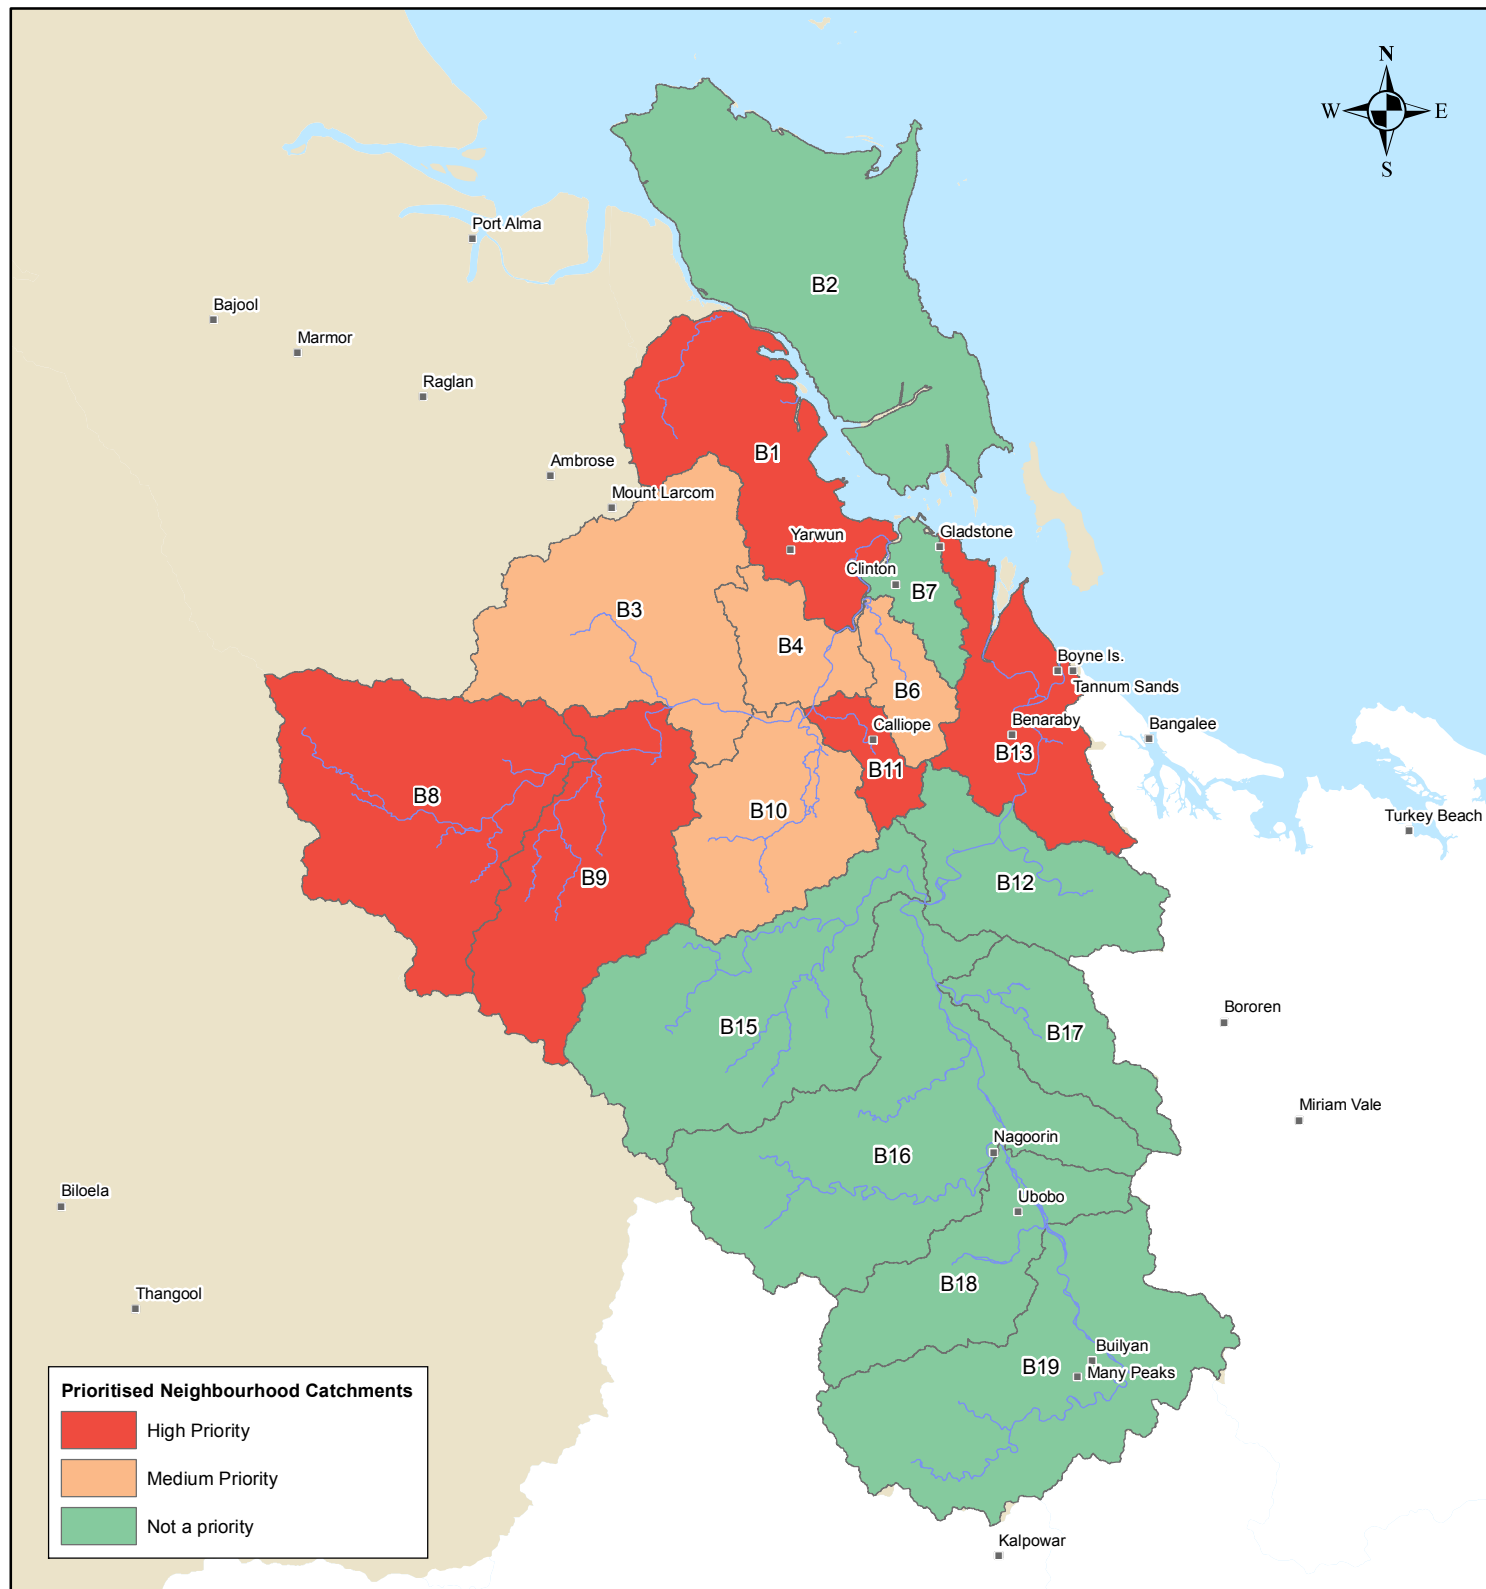 N
W E
S
B2
Port Alma
Bajool
Marmor
Raglan
B1
Ambrose
Mount Larcom
Yarwun
Gladstone
Clinton
B7
B3
B4
Boyne Is.
B6
Tannum Sands
Calliope
Benaraby
Bangalee
B13
B11
B8
B10
Turkey Beach
B9
B12
Bororen
B15
B17
Miriam Vale
Nagoorin
B16
Biloela
Ubobo
B18
Thangool
Builyan
B19
Many Peaks
Prioritised Neighbourhood Catchments
High Priority
Medium Priority
Not a priority
Kalpowar